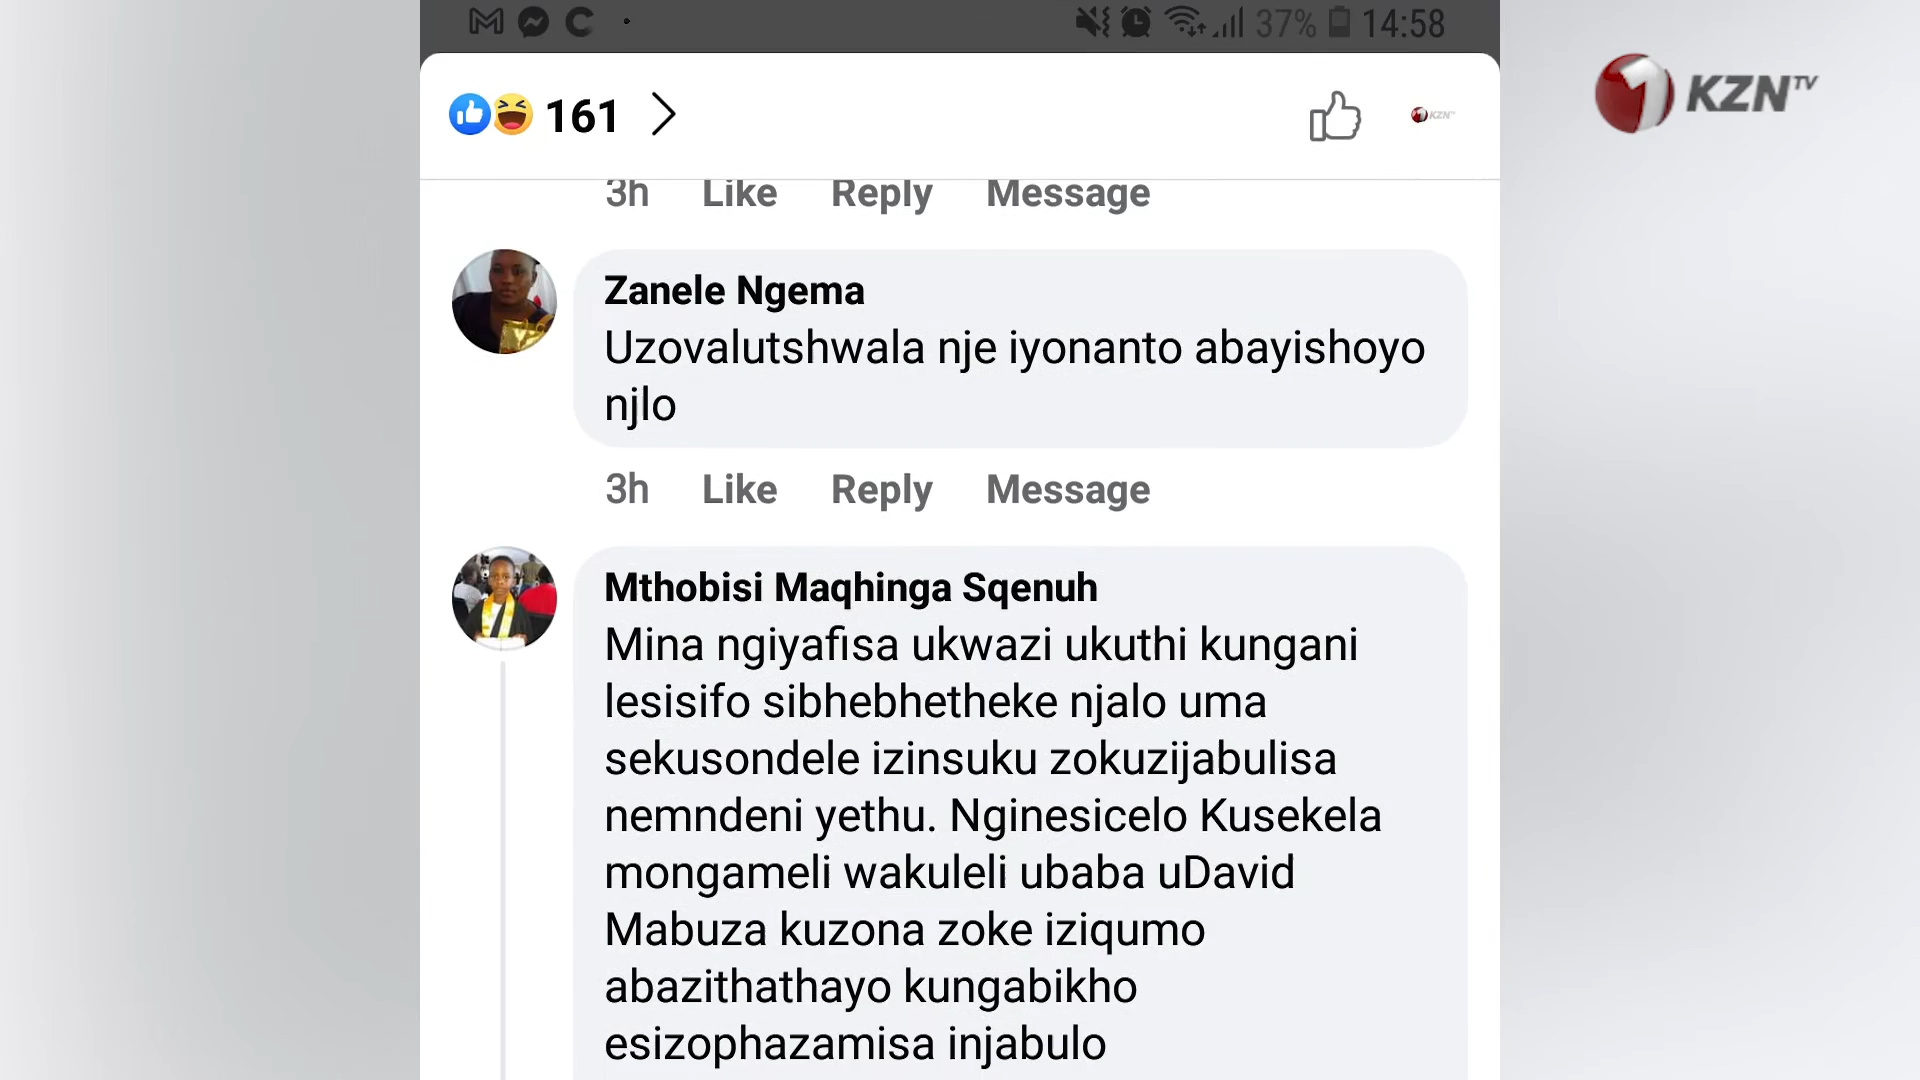 37% 14:58
1 KZN TV
161
3h Like Reply Message
Zanele Ngema
Uzovalutshwala nje iyonanto abayishoyo
njlo
3h Like Reply Message
Mthobisi Maqhinga Sqenuh
Mina ngiyafisa ukwazi ukuthi kungani
lesisifo sibhebhetheke njalo uma
sekusondele izinsuku zokuzijabulisa
nemndeni yethu. Nginesicelo Kusekela
mongameli wakuleli ubaba uDavid
Mabuza kuzona zoke iziqumo
abazithathayo kungabikho
esizophazamisa injabulo